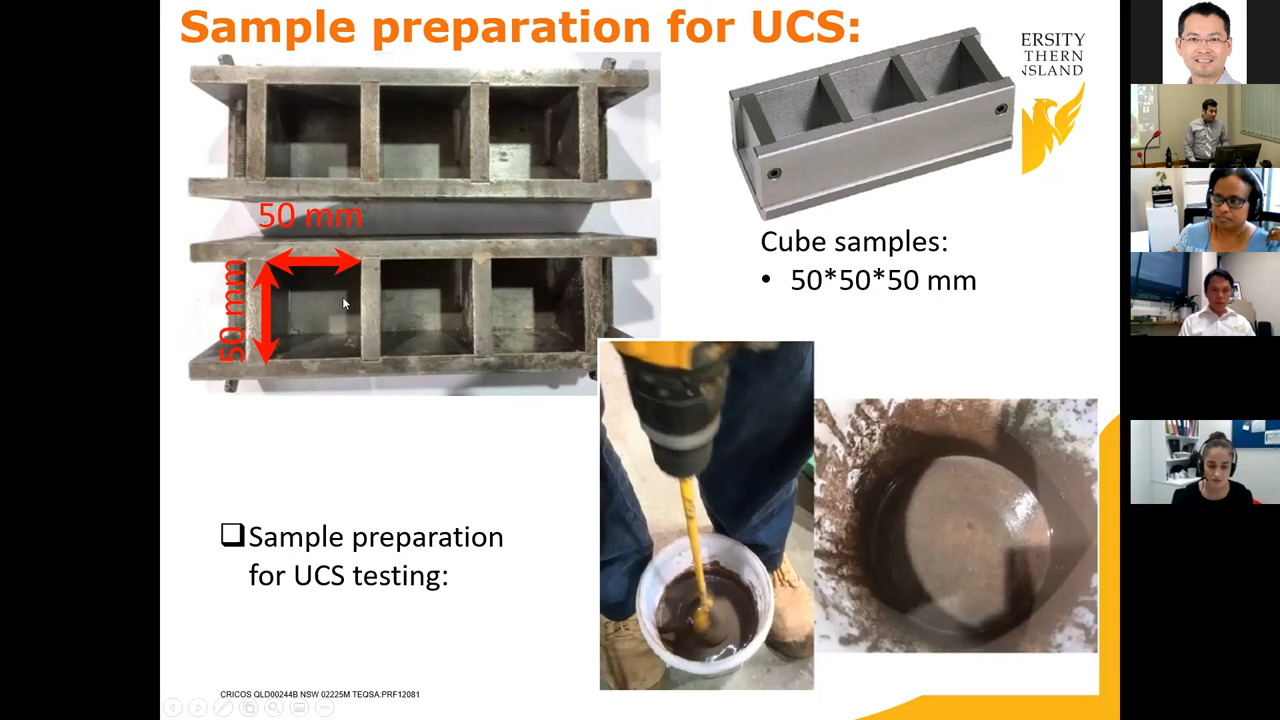 Sample preparation for UCS:
ERSITY
THERN
NSLAND
50 mm
50 mm
Cube samples:
• 50*50*50 mm
❑Sample preparation
for UCS testing:
CRICOS QLD00244B NSW 02225M TEQSA:PRF12081